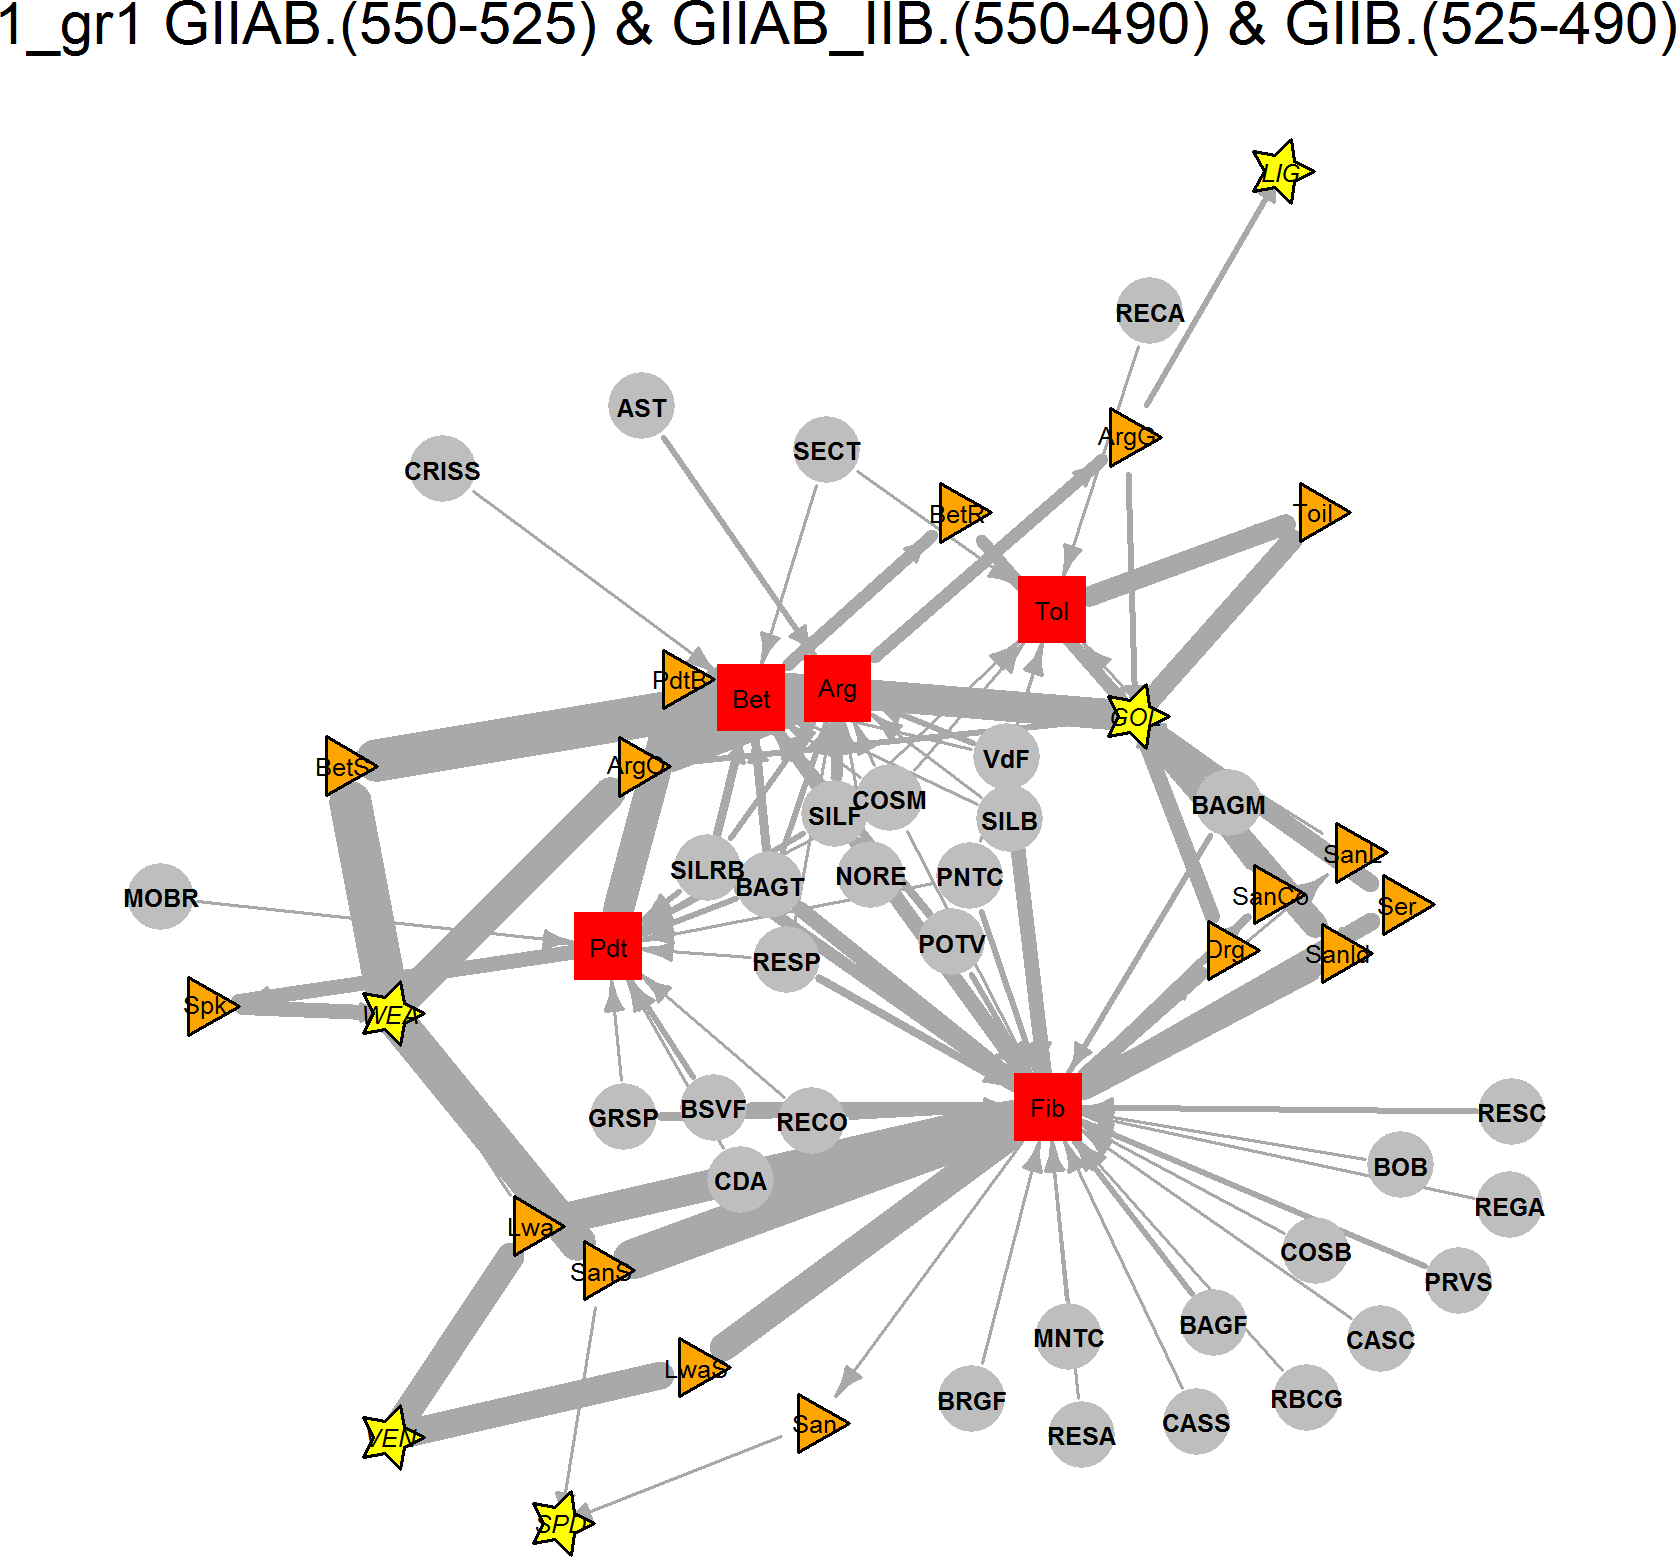 1_gr1 GIIAB.(550-525) & GIIAB_IIB.(550-490) & GIIB.(525-490)
LIG
RECA
AST
ArgG
SECT
CRISS
BetR
Toil
Tol
PdtB
Bet
Arg
GOL
VdF
BetS
ArgO
COSM
BAGM
SILF
SILB
SanL
SILRB
BAGT
NORE
PNTC
MOBR
SanCo
Ser
Pdt
POTV
RESP
Drg
SanId
Spk
WEA
Fib
GRSP
BSVF
RECO
RESC
BOB
CDA
REGA
Lwa
COSB
SanS
PRVS
BAGF
MNTC
CASC
LwaS
BRGF
RBCG
San
CASS
RESA
VEN
SPD